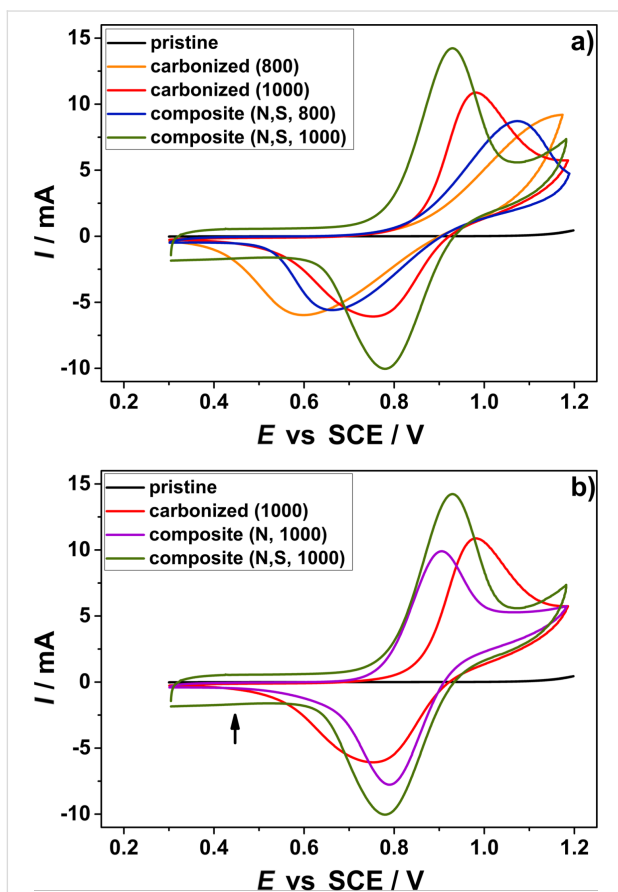 a)
pristine
carbonized (800)
carbonized (1000)
composite (N,S, 800)
composite (N,S, 1000)
15
10
5
0
-5
-10
I / mA
0.2 0.4 0.6 0.8 1.0 1.2
E vs SCE / V
b)
pristine
carbonized (1000)
composite (N, 1000)
composite (N,S, 1000)
15
10
5
0
-5
-10
I / mA
0.2 0.4 0.6 0.8 1.0 1.2
E vs SCE / V